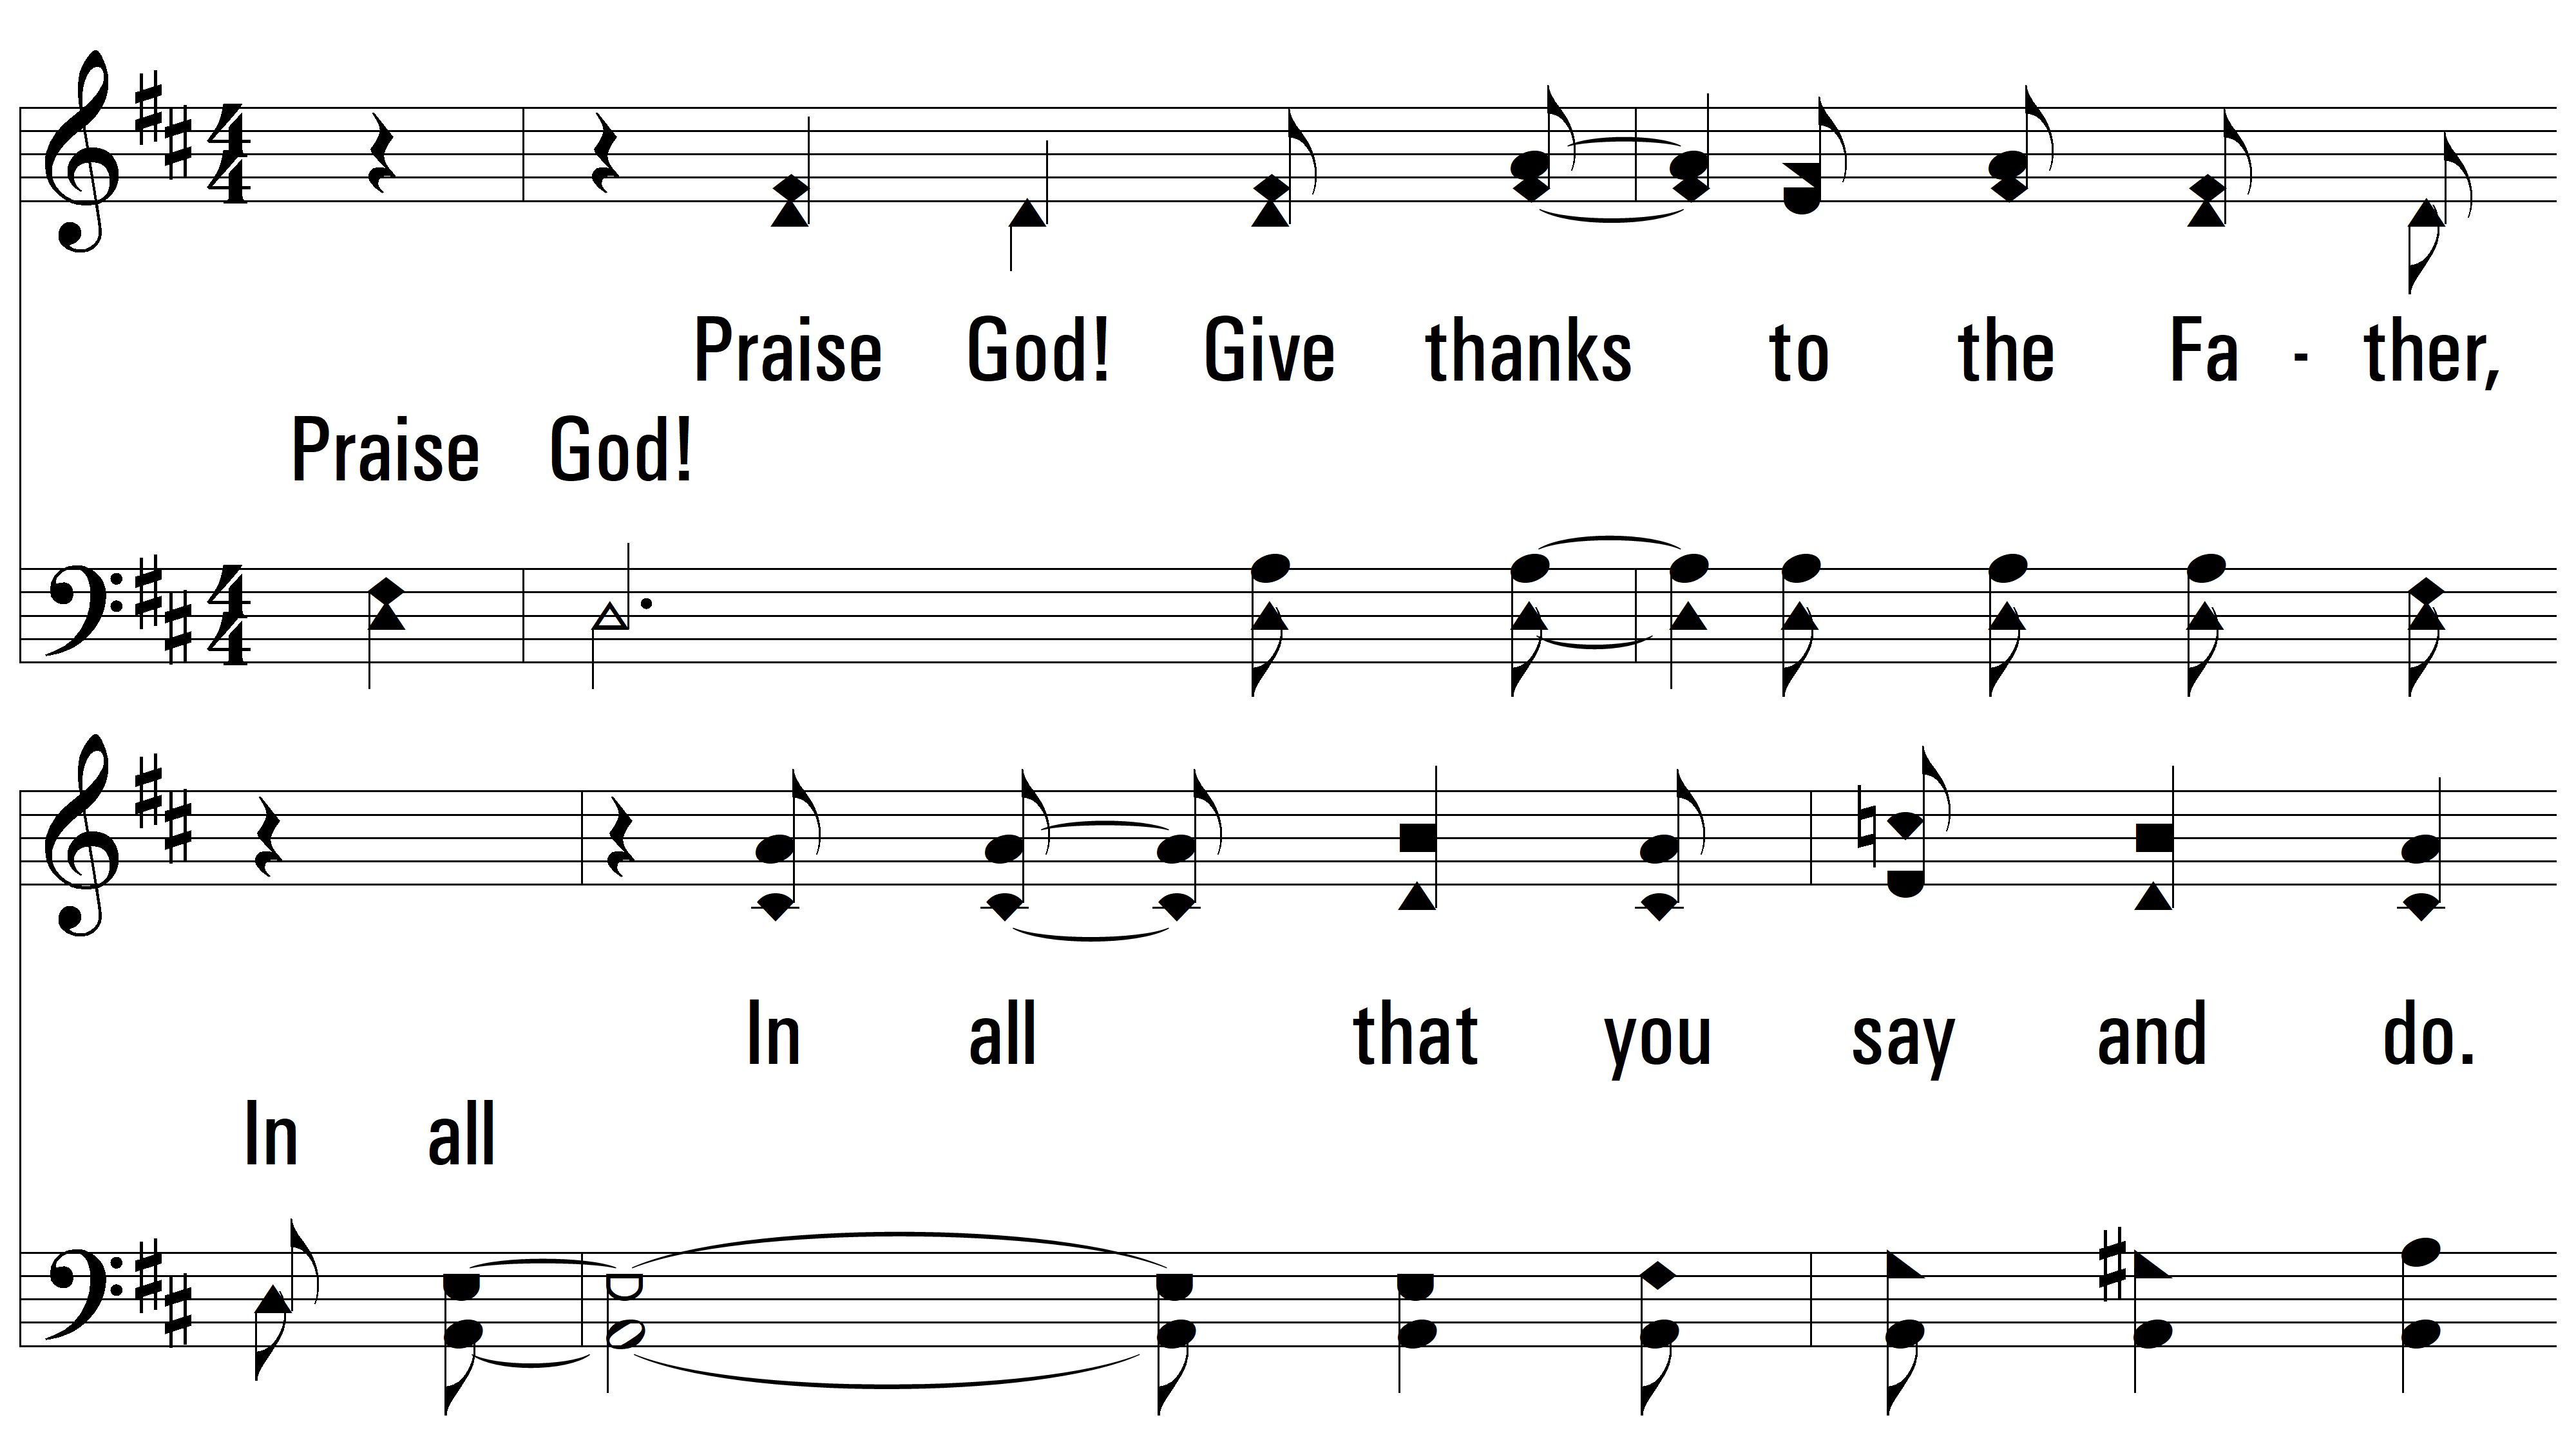 Praise God! Give thanks to the Fa - ther,
Praise God!
In all that you say and do.
In all